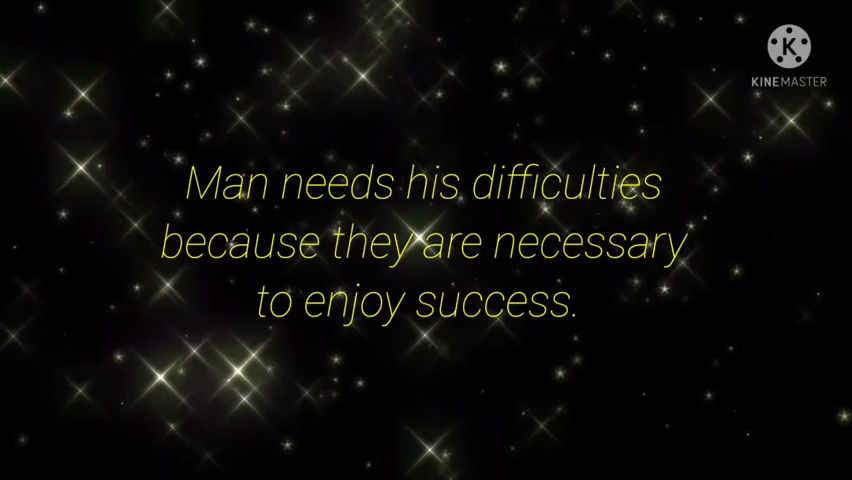 KINEMASTER
Man needs his difficulties
because they are necessary
to enjoy success.